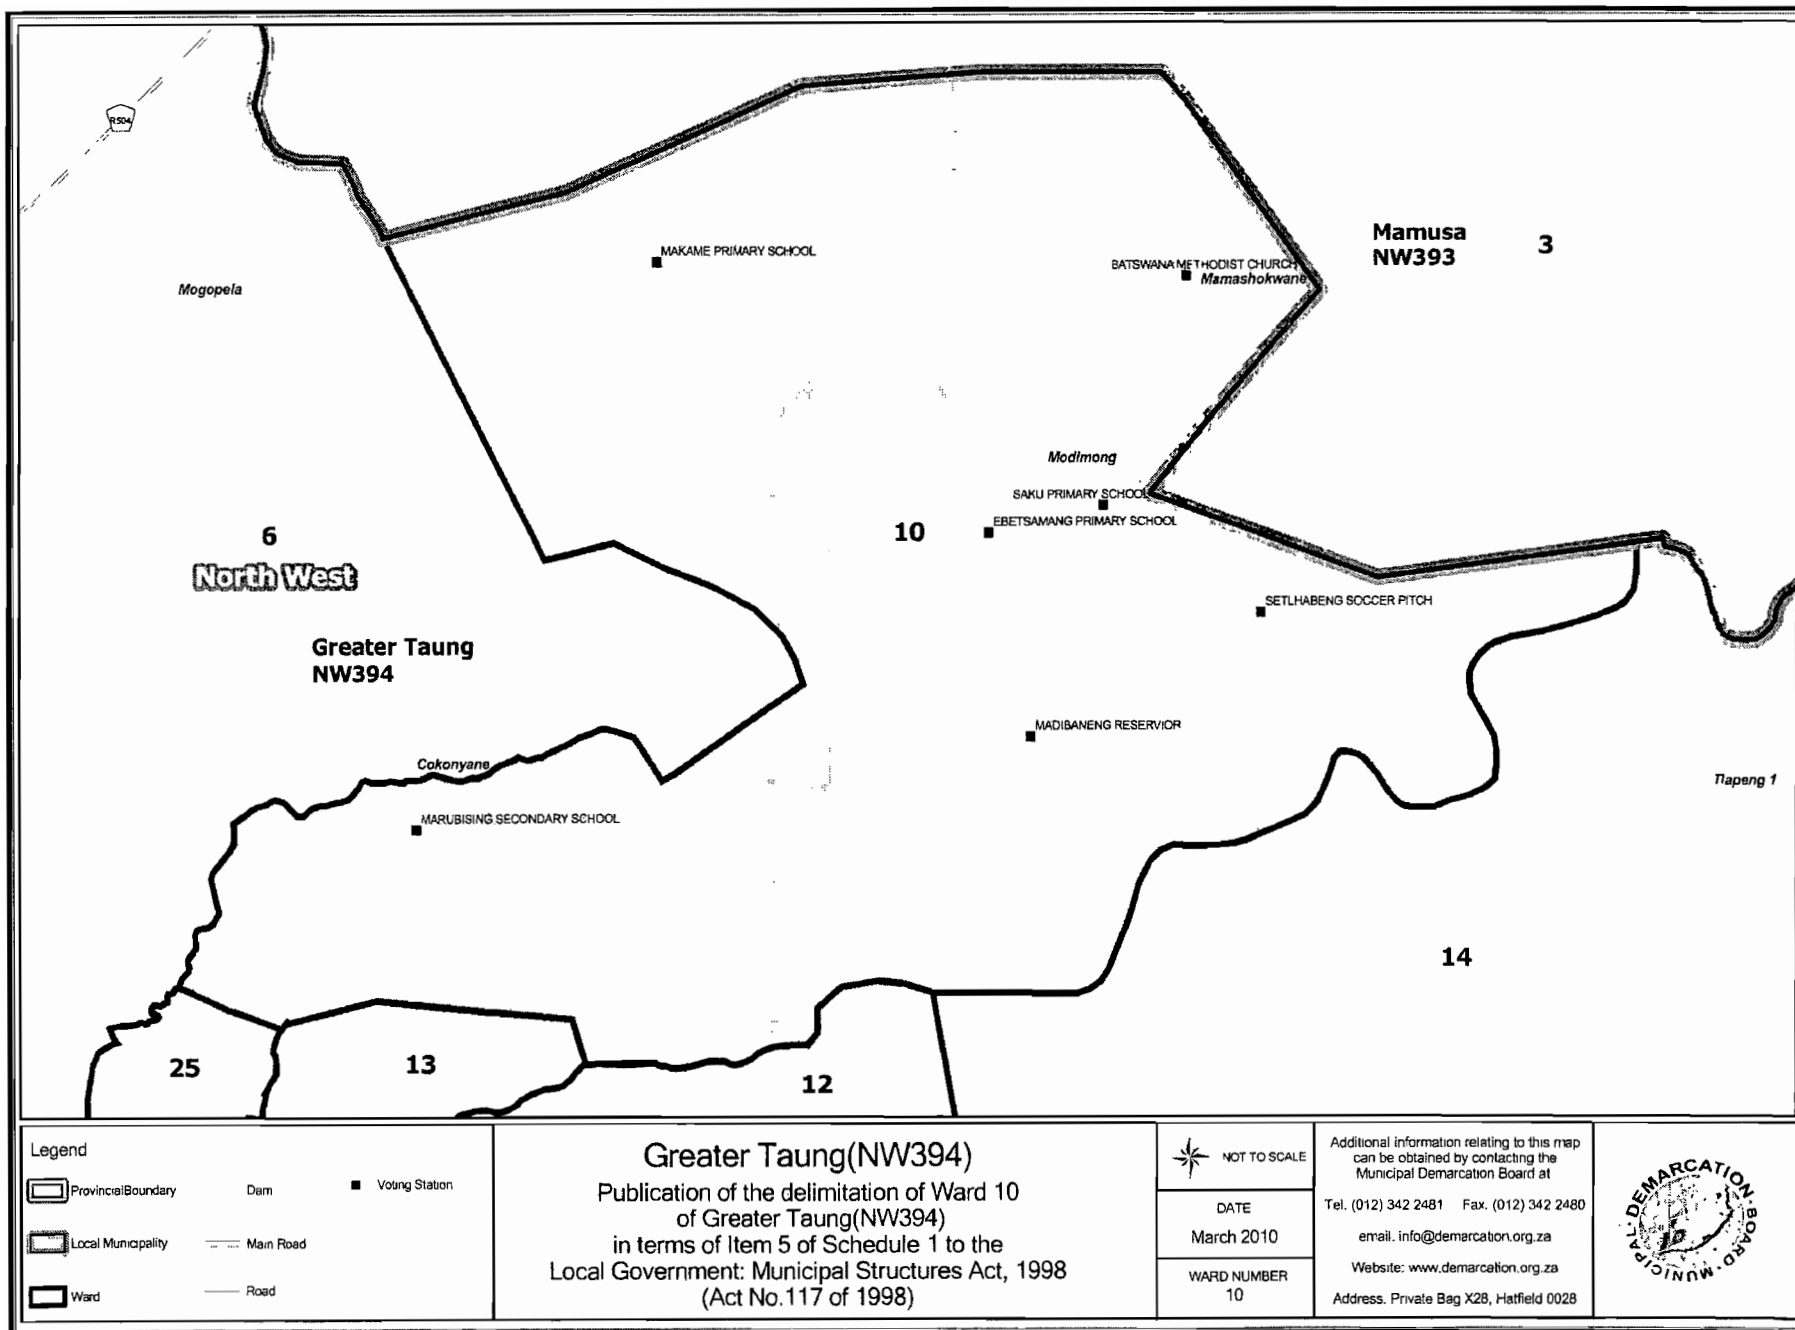 R504
Mamusa
NW393
3
MAKAME PRIMARY SCHOOL
BATSWANA METHODIST CHURCH
Mamashokwane
Mogopela
Modimong
SAKU PRIMARY SCHOOL
EBETSAMANG PRIMARY SCHOOL
10
6
North West
SETLHABENG SOCCER PITCH
Greater Taung
NW394
MADIBANENG RESERVIOR
Cokonyane
Tlapeng 1
MARUBISING SECONDARY SCHOOL
14
25
13
12
Legend
Provincial Boundary
Dam
Voting Station
Local Municipality
Main Road
Ward
Road
Greater Taung(NW394)
Publication of the delimitation of Ward 10
of Greater Taung(NW394)
in terms of Item 5 of Schedule 1 to the
Local Government: Municipal Structures Act, 1998
(Act No.117 of 1998)
NOT TO SCALE
DATE
March 2010
WARD NUMBER
10
Additional information relating to this map
can be obtained by contacting the
Municipal Demarcation Board at
Tel. (012) 342 2481 Fax. (012) 342 2480
email. info@demarcation.org.za
Website: www.demarcation.org.za
Address. Private Bag X28, Hatfield 0028
MUNICIPAL · DEMARCATION · BOARD ·